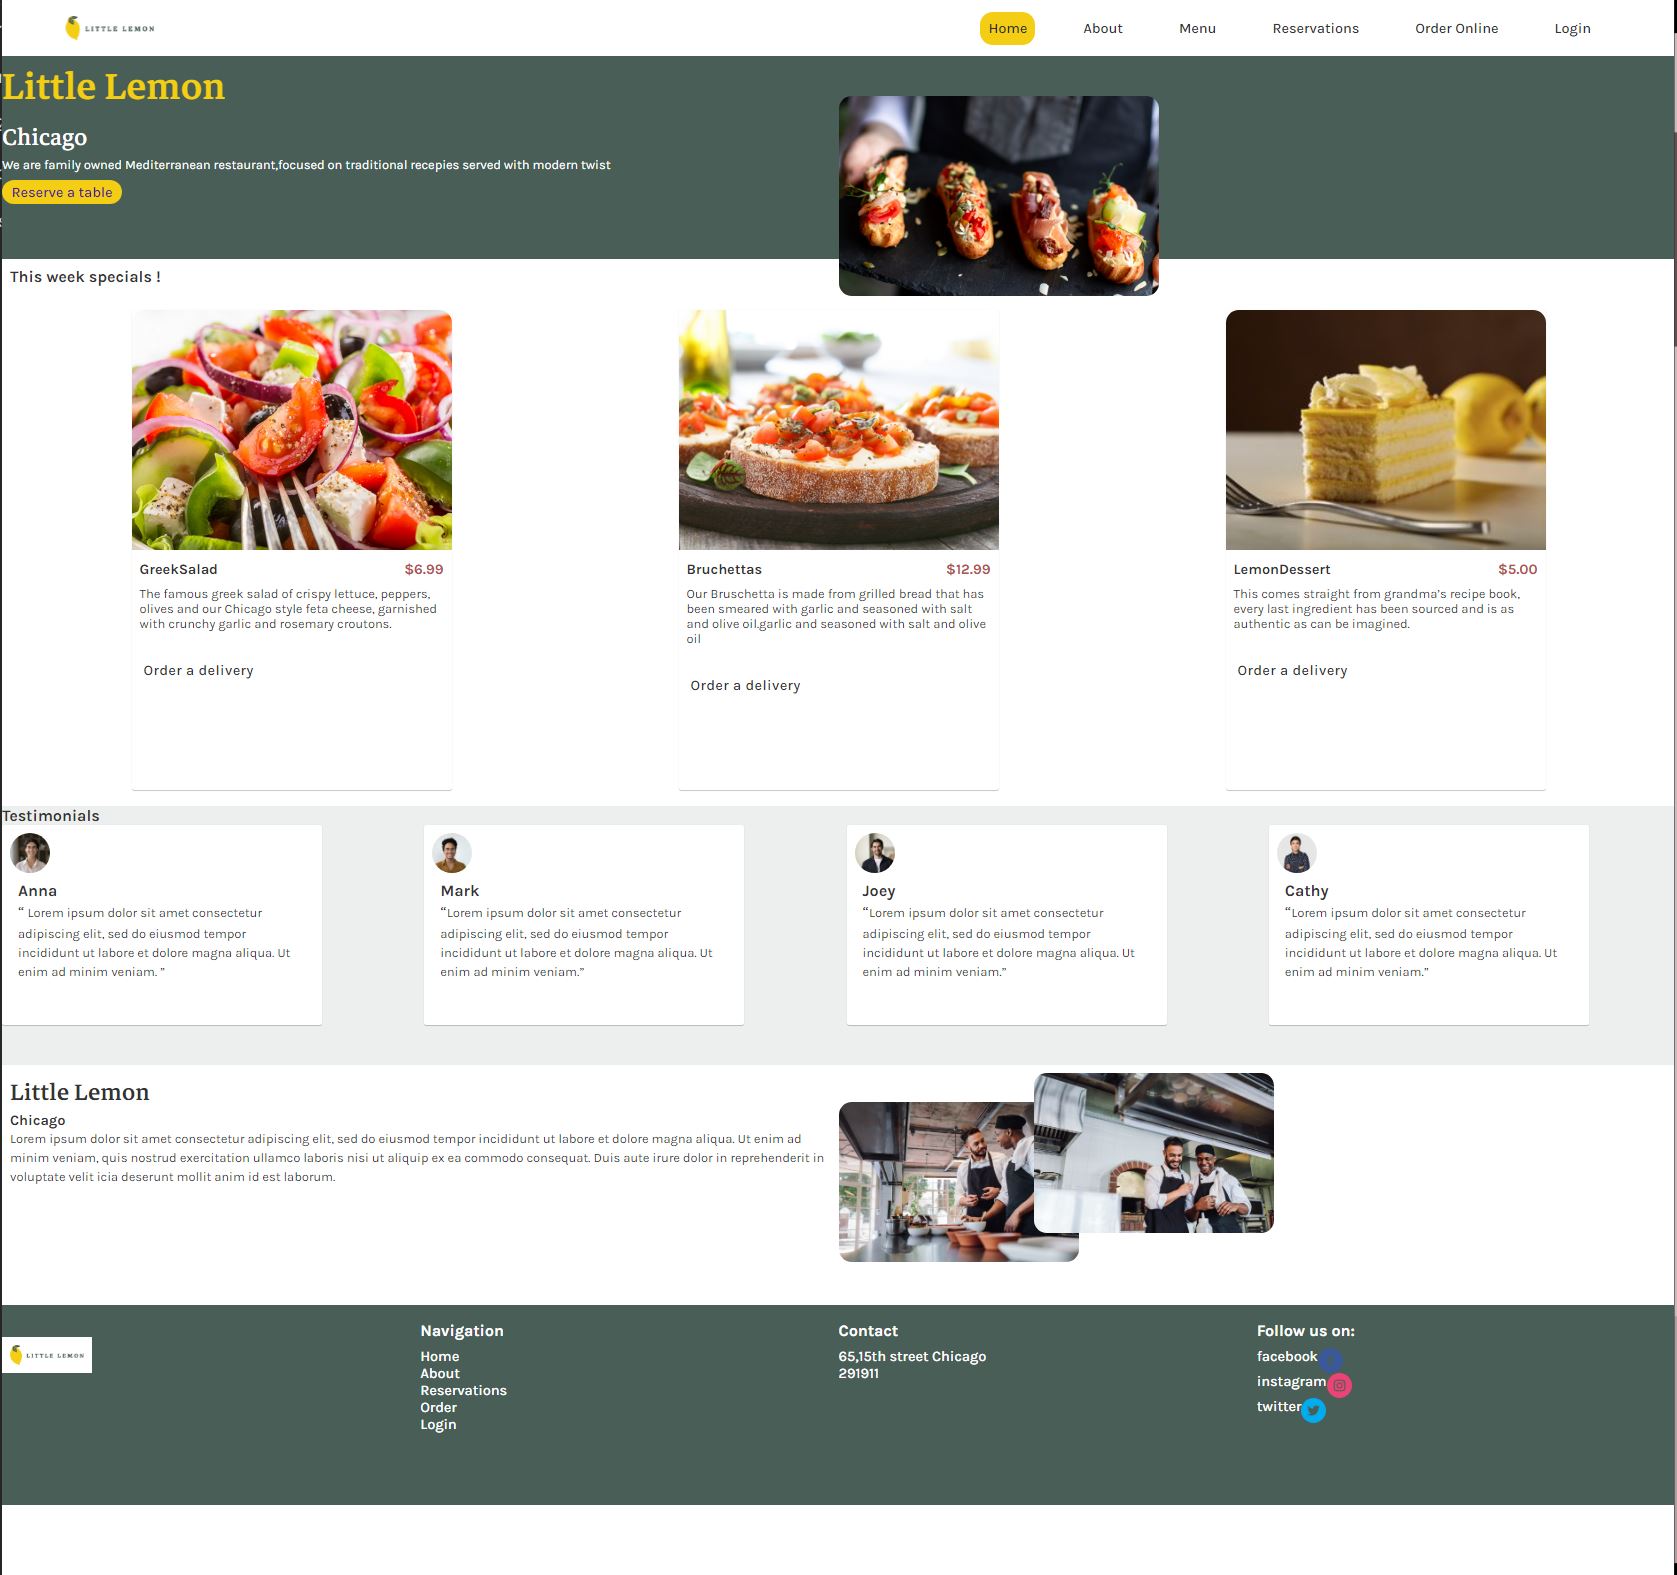 LITTLE LEMON
Home About Menu Reservations Order Online Login
Little Lemon
Chicago
We are family owned Mediterranean restaurant,focused on traditional recepies served with modern twist
Reserve a table
This week specials !
GreekSalad $6.99
The famous greek salad of crispy lettuce, peppers,
olives and our Chicago style feta cheese, garnished
with crunchy garlic and rosemary croutons.
Order a delivery
Bruchettas $12.99
Our Bruschetta is made from grilled bread that has
been smeared with garlic and seasoned with salt
and olive oil.garlic and seasoned with salt and olive
oil
Order a delivery
LemonDessert $5.00
This comes straight from grandma's recipe book,
every last ingredient has been sourced and is as
authentic as can be imagined.
Order a delivery
Testimonials
Anna
“ Lorem ipsum dolor sit amet consectetur
adipiscing elit, sed do eiusmod tempor
incididunt ut labore et dolore magna aliqua. Ut
enim ad minim veniam. ”
Mark
“Lorem ipsum dolor sit amet consectetur
adipiscing elit, sed do eiusmod tempor
incididunt ut labore et dolore magna aliqua. Ut
enim ad minim veniam.”
Joey
“Lorem ipsum dolor sit amet consectetur
adipiscing elit, sed do eiusmod tempor
incididunt ut labore et dolore magna aliqua. Ut
enim ad minim veniam.”
Cathy
“Lorem ipsum dolor sit amet consectetur
adipiscing elit, sed do eiusmod tempor
incididunt ut labore et dolore magna aliqua. Ut
enim ad minim veniam.”
Little Lemon
Chicago
Lorem ipsum dolor sit amet consectetur adipiscing elit, sed do eiusmod tempor incididunt ut labore et dolore magna aliqua. Ut enim ad
minim veniam, quis nostrud exercitation ullamco laboris nisi ut aliquip ex ea commodo consequat. Duis aute irure dolor in reprehenderit in
voluptate velit icia deserunt mollit anim id est laborum.
LITTLE LEMON
Navigation
Home
About
Reservations
Order
Login
Contact
65,15th street Chicago
291911
Follow us on:
facebook
instagram
twitter